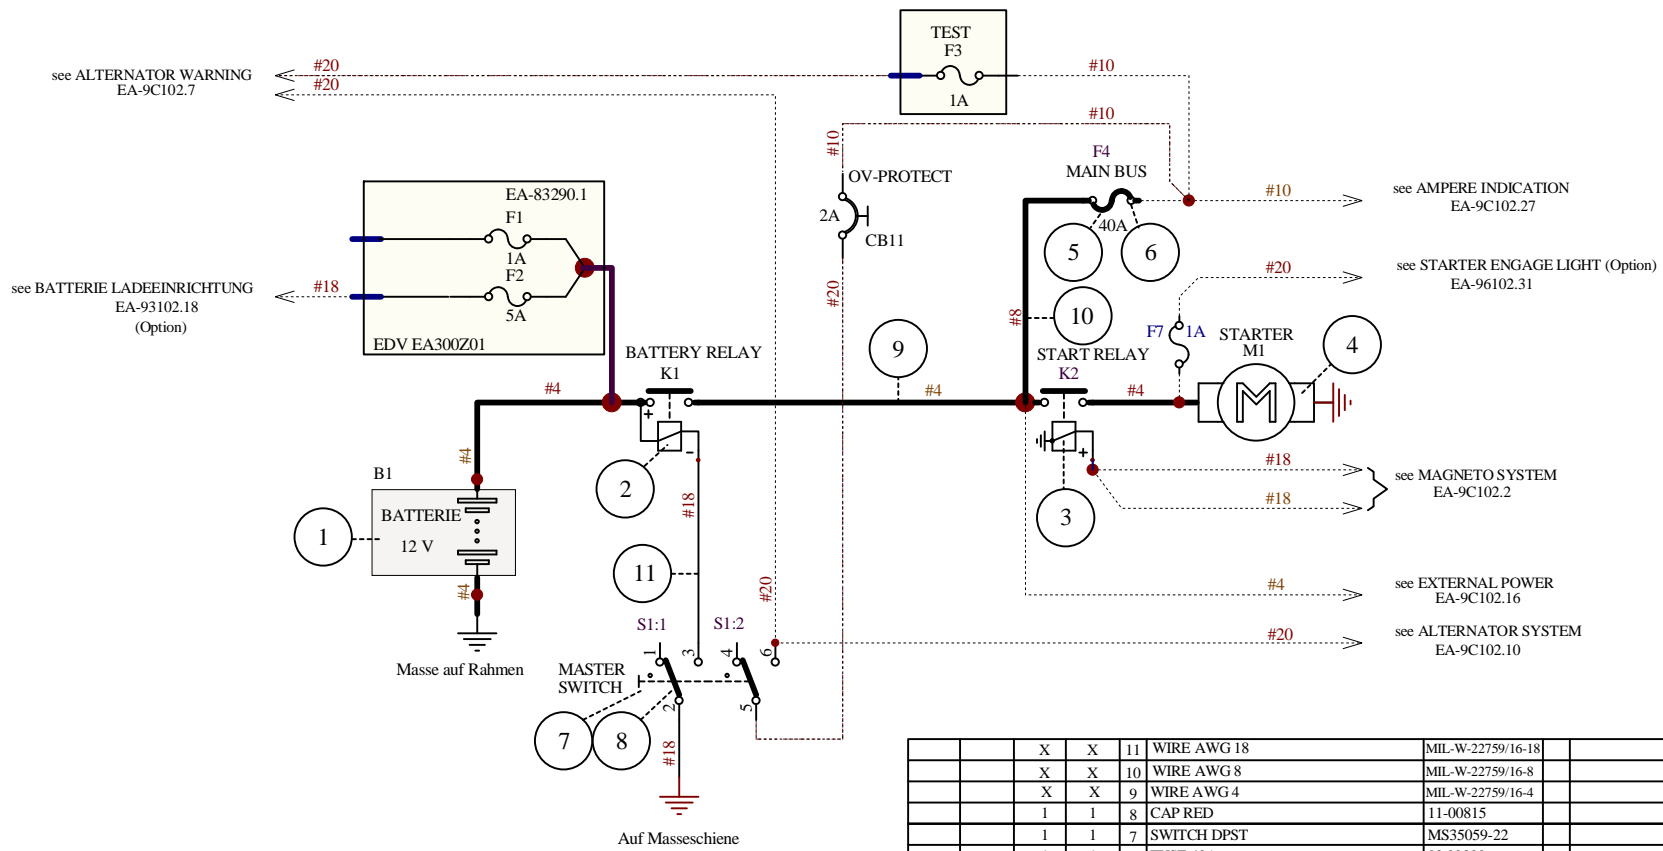 TEST
F3
1A
see ALTERNATOR WARNING
EA-9C102.7
#20
#20
#10
#10
#10
OV-PROTECT
2A
CB11
#20
F4
MAIN BUS
40A
5
6
#10
see AMPERE INDICATION
EA-9C102.27
EA-83290.1
F1
1A
F2
5A
EDV EA300Z01
see BATTERIE LADEEINRICHTUNG
EA-93102.18
(Option)
#18
#20
see STARTER ENGAGE LIGHT (Option)
EA-96102.31
#8
10
F7
1A
STARTER
M1
4
BATTERY RELAY
K1
9
START RELAY
K2
#4
#4
#4
M
+
-
2
+
3
#4
B1
BATTERIE
12 V
1
#4
Masse auf Rahmen
#18
11
#18
#18
see MAGNETO SYSTEM
EA-9C102.2
#4
see EXTERNAL POWER
EA-9C102.16
#20
#20
see ALTERNATOR SYSTEM
EA-9C102.10
S1:1
S1:2
1
3
4
6
2
5
MASTER
SWITCH
7
8
#18
Auf Masseschiene
X X 11 WIRE AWG 18 MIL-W-22759/16-18
X X 10 WIRE AWG 8 MIL-W-22759/16-8
X X 9 WIRE AWG 4 MIL-W-22759/16-4
1 1 8 CAP RED 11-00815
1 1 7 SWITCH DPST MS35059-22